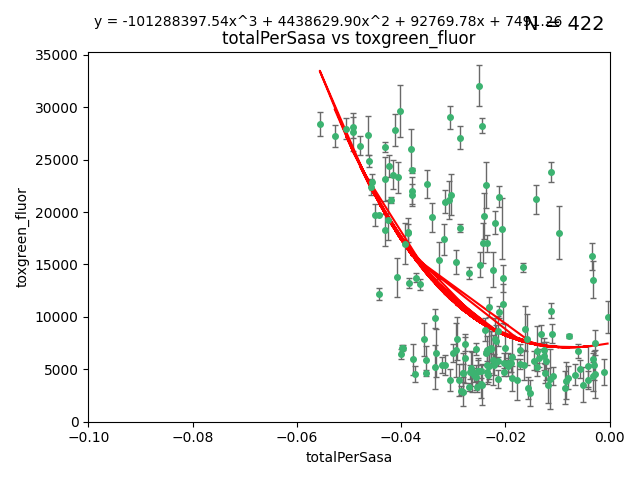 y = -101288397.54x^3 + 4438629.90x^2 + 92769.78x + 7491.26
N = 422
totalPerSasa vs toxgreen_fluor
35000
30000
25000
20000
15000
10000
5000
0
toxgreen_fluor
−0.10 −0.08 −0.06 −0.04 −0.02 0.00
totalPerSasa